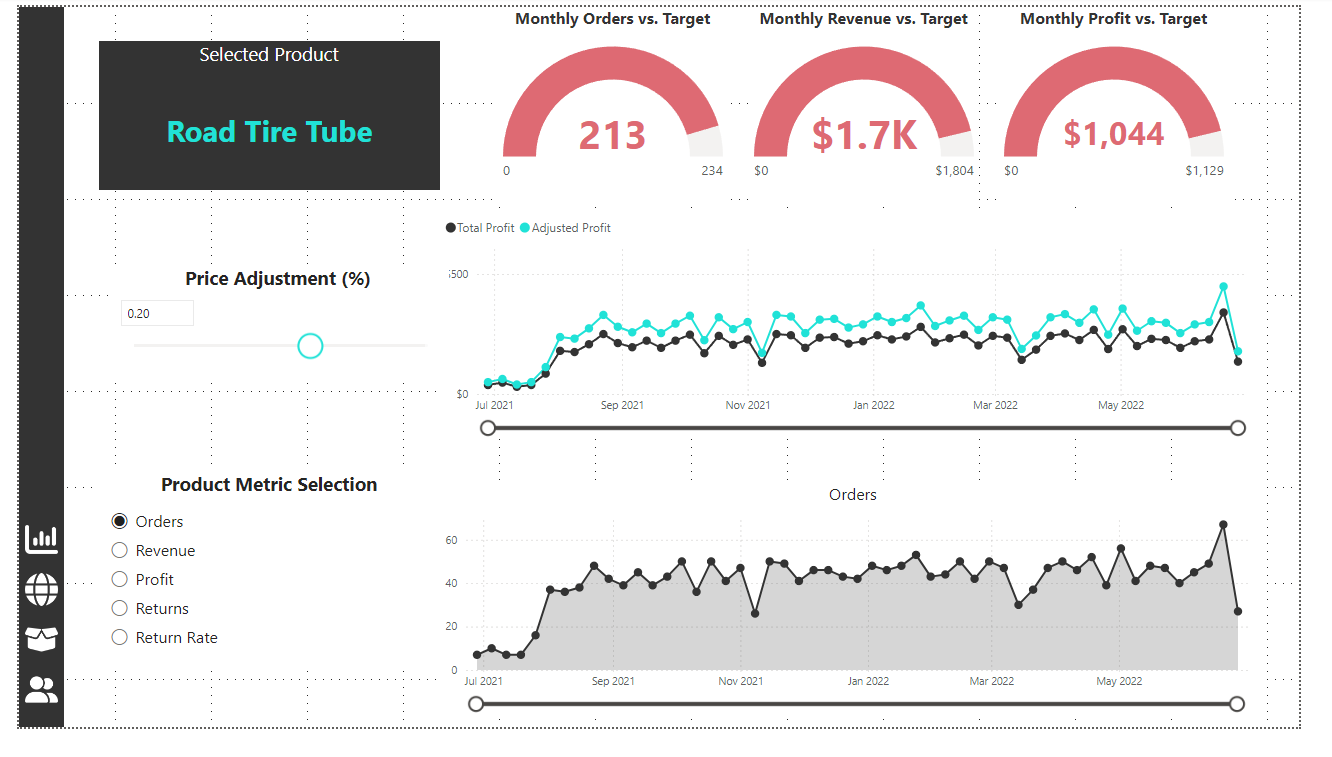 Selected Product
Road Tire Tube
Monthly Orders vs. Target
213
0
234
Monthly Revenue vs. Target
$1.7K
$0
$1,804
Monthly Profit vs. Target
$1,044
$0
$1,129
Price Adjustment (%)
0.20
Total Profit Adjusted Profit
$500
$0
Jul 2021 Sep 2021 Nov 2021 Jan 2022 Mar 2022 May 2022
Product Metric Selection
Orders
Revenue
Profit
Returns
Return Rate
Orders
60
40
20
0
Jul 2021 Sep 2021 Nov 2021 Jan 2022 Mar 2022 May 2022